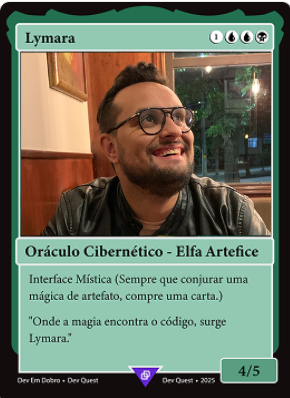 Lymara
1
Oráculo Cibernético - Elfa Artefice
Interface Mística (Sempre que conjurar uma
mágica de artefato, compre uma carta.)
"Onde a magia encontra o código, surge
Lymara."
4/5
Dev Em Dobro • Dev Quest
Dev Quest • 2025